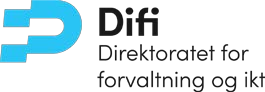 Difi
Direktoratet for
forvaltning og ikt